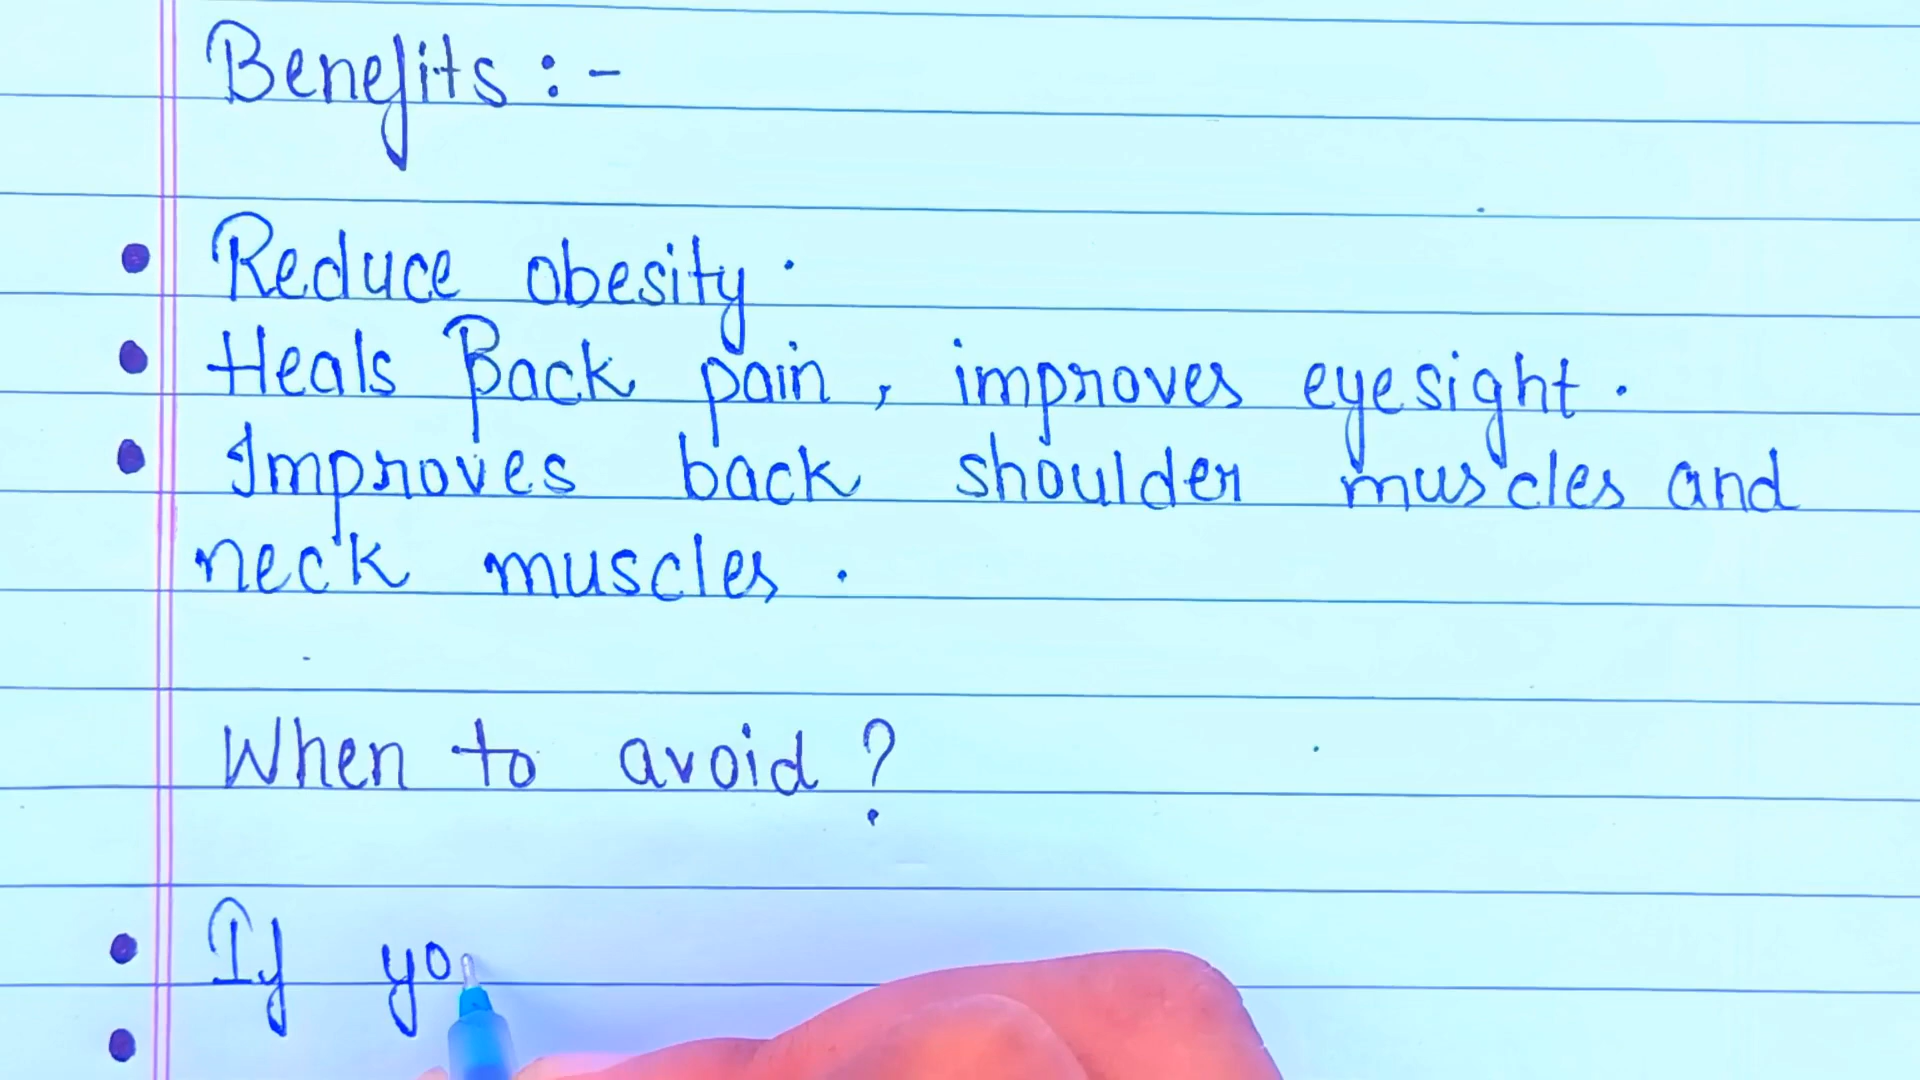 Benefits :-
• Reduce obesity.
• Heals Back pain, improves eyesight.
• Improves back shoulder muscles and
neck muscles.
When to avoid?
• If yo
•